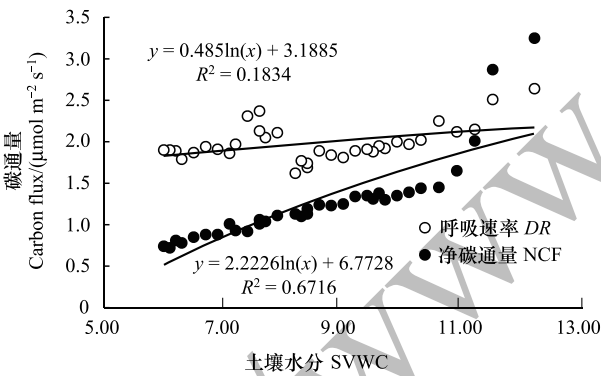 碳通量
Carbon flux/(μmol m⁻² s⁻¹)
3.5
3.0
2.5
2.0
1.5
1.0
0.5
0
y = 0.485ln(x) + 3.1885
R² = 0.1834
呼吸速率 DR
净碳通量 NCF
y = 2.2226ln(x) + 6.7728
R² = 0.6716
5.00 7.00 9.00 11.00 13.00
土壤水分 SVWC
www